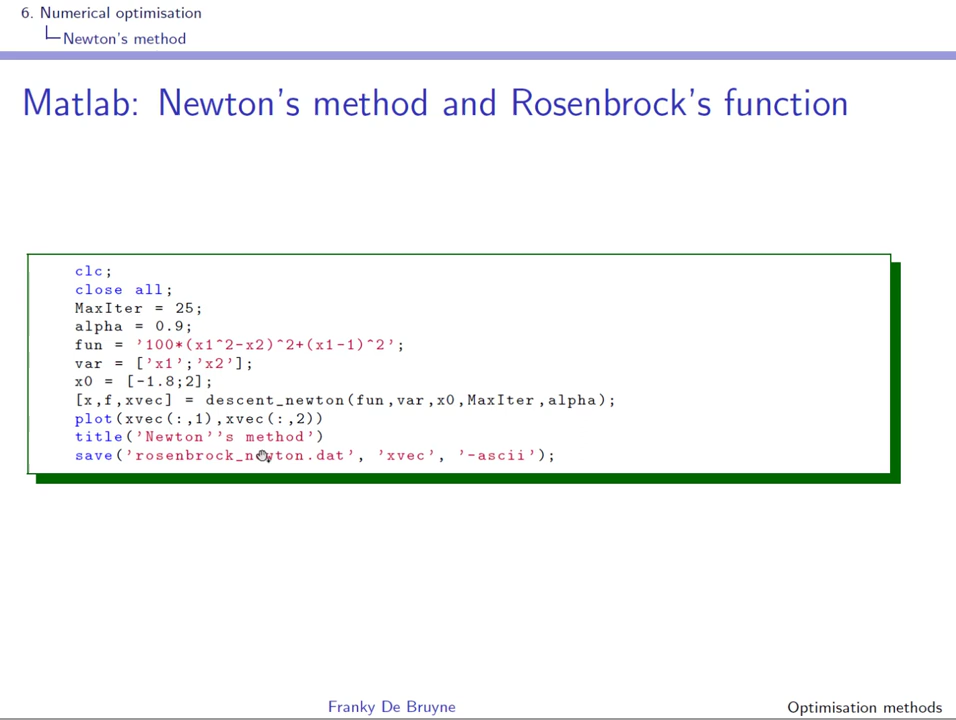 6. Numerical optimisation
Newton's method
Matlab: Newton's method and Rosenbrock's function
clc;
close all;
MaxIter = 25;
alpha = 0.9;
fun = '100*(x1^2-x2)^2+(x1-1)^2';
var = ['x1';'x2'];
x0 = [-1.8;2];
[x,f,xvec] = descent_newton(fun,var,x0,MaxIter,alpha);
plot(xvec(:,1),xvec(:,2))
title('Newton''s method')
save('rosenbrock_newton.dat', 'xvec', '-ascii');
Franky De Bruyne
Optimisation methods